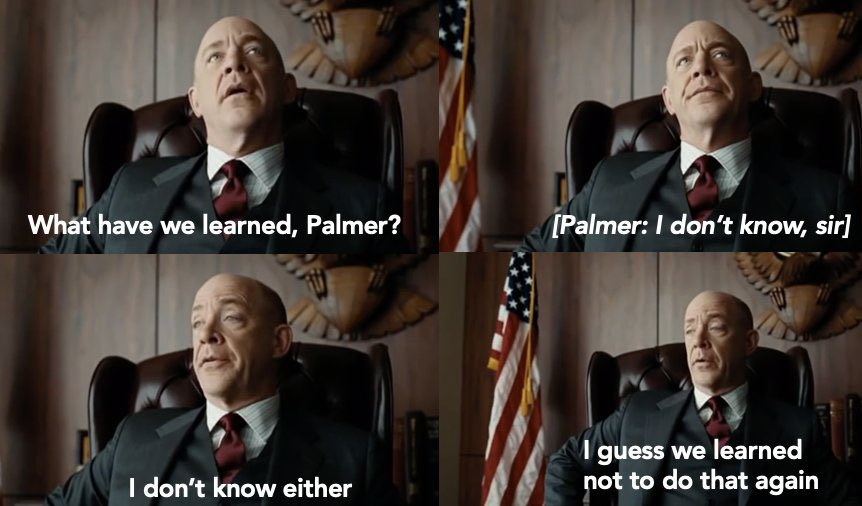 What have we learned, Palmer?
[Palmer: I don't know, sir]
I don't know either
I guess we learned
not to do that again